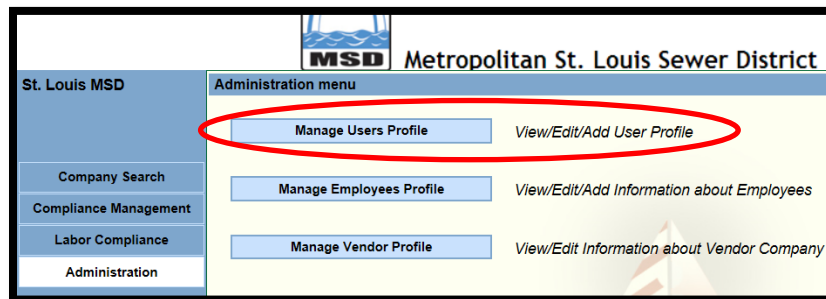 MSD Metropolitan St. Louis Sewer District
St. Louis MSD
Administration menu
Manage Users Profile View/Edit/Add User Profile
Company Search
Manage Employees Profile View/Edit/Add Information about Employees
Compliance Management
Labor Compliance
Manage Vendor Profile View/Edit Information about Vendor Company
Administration